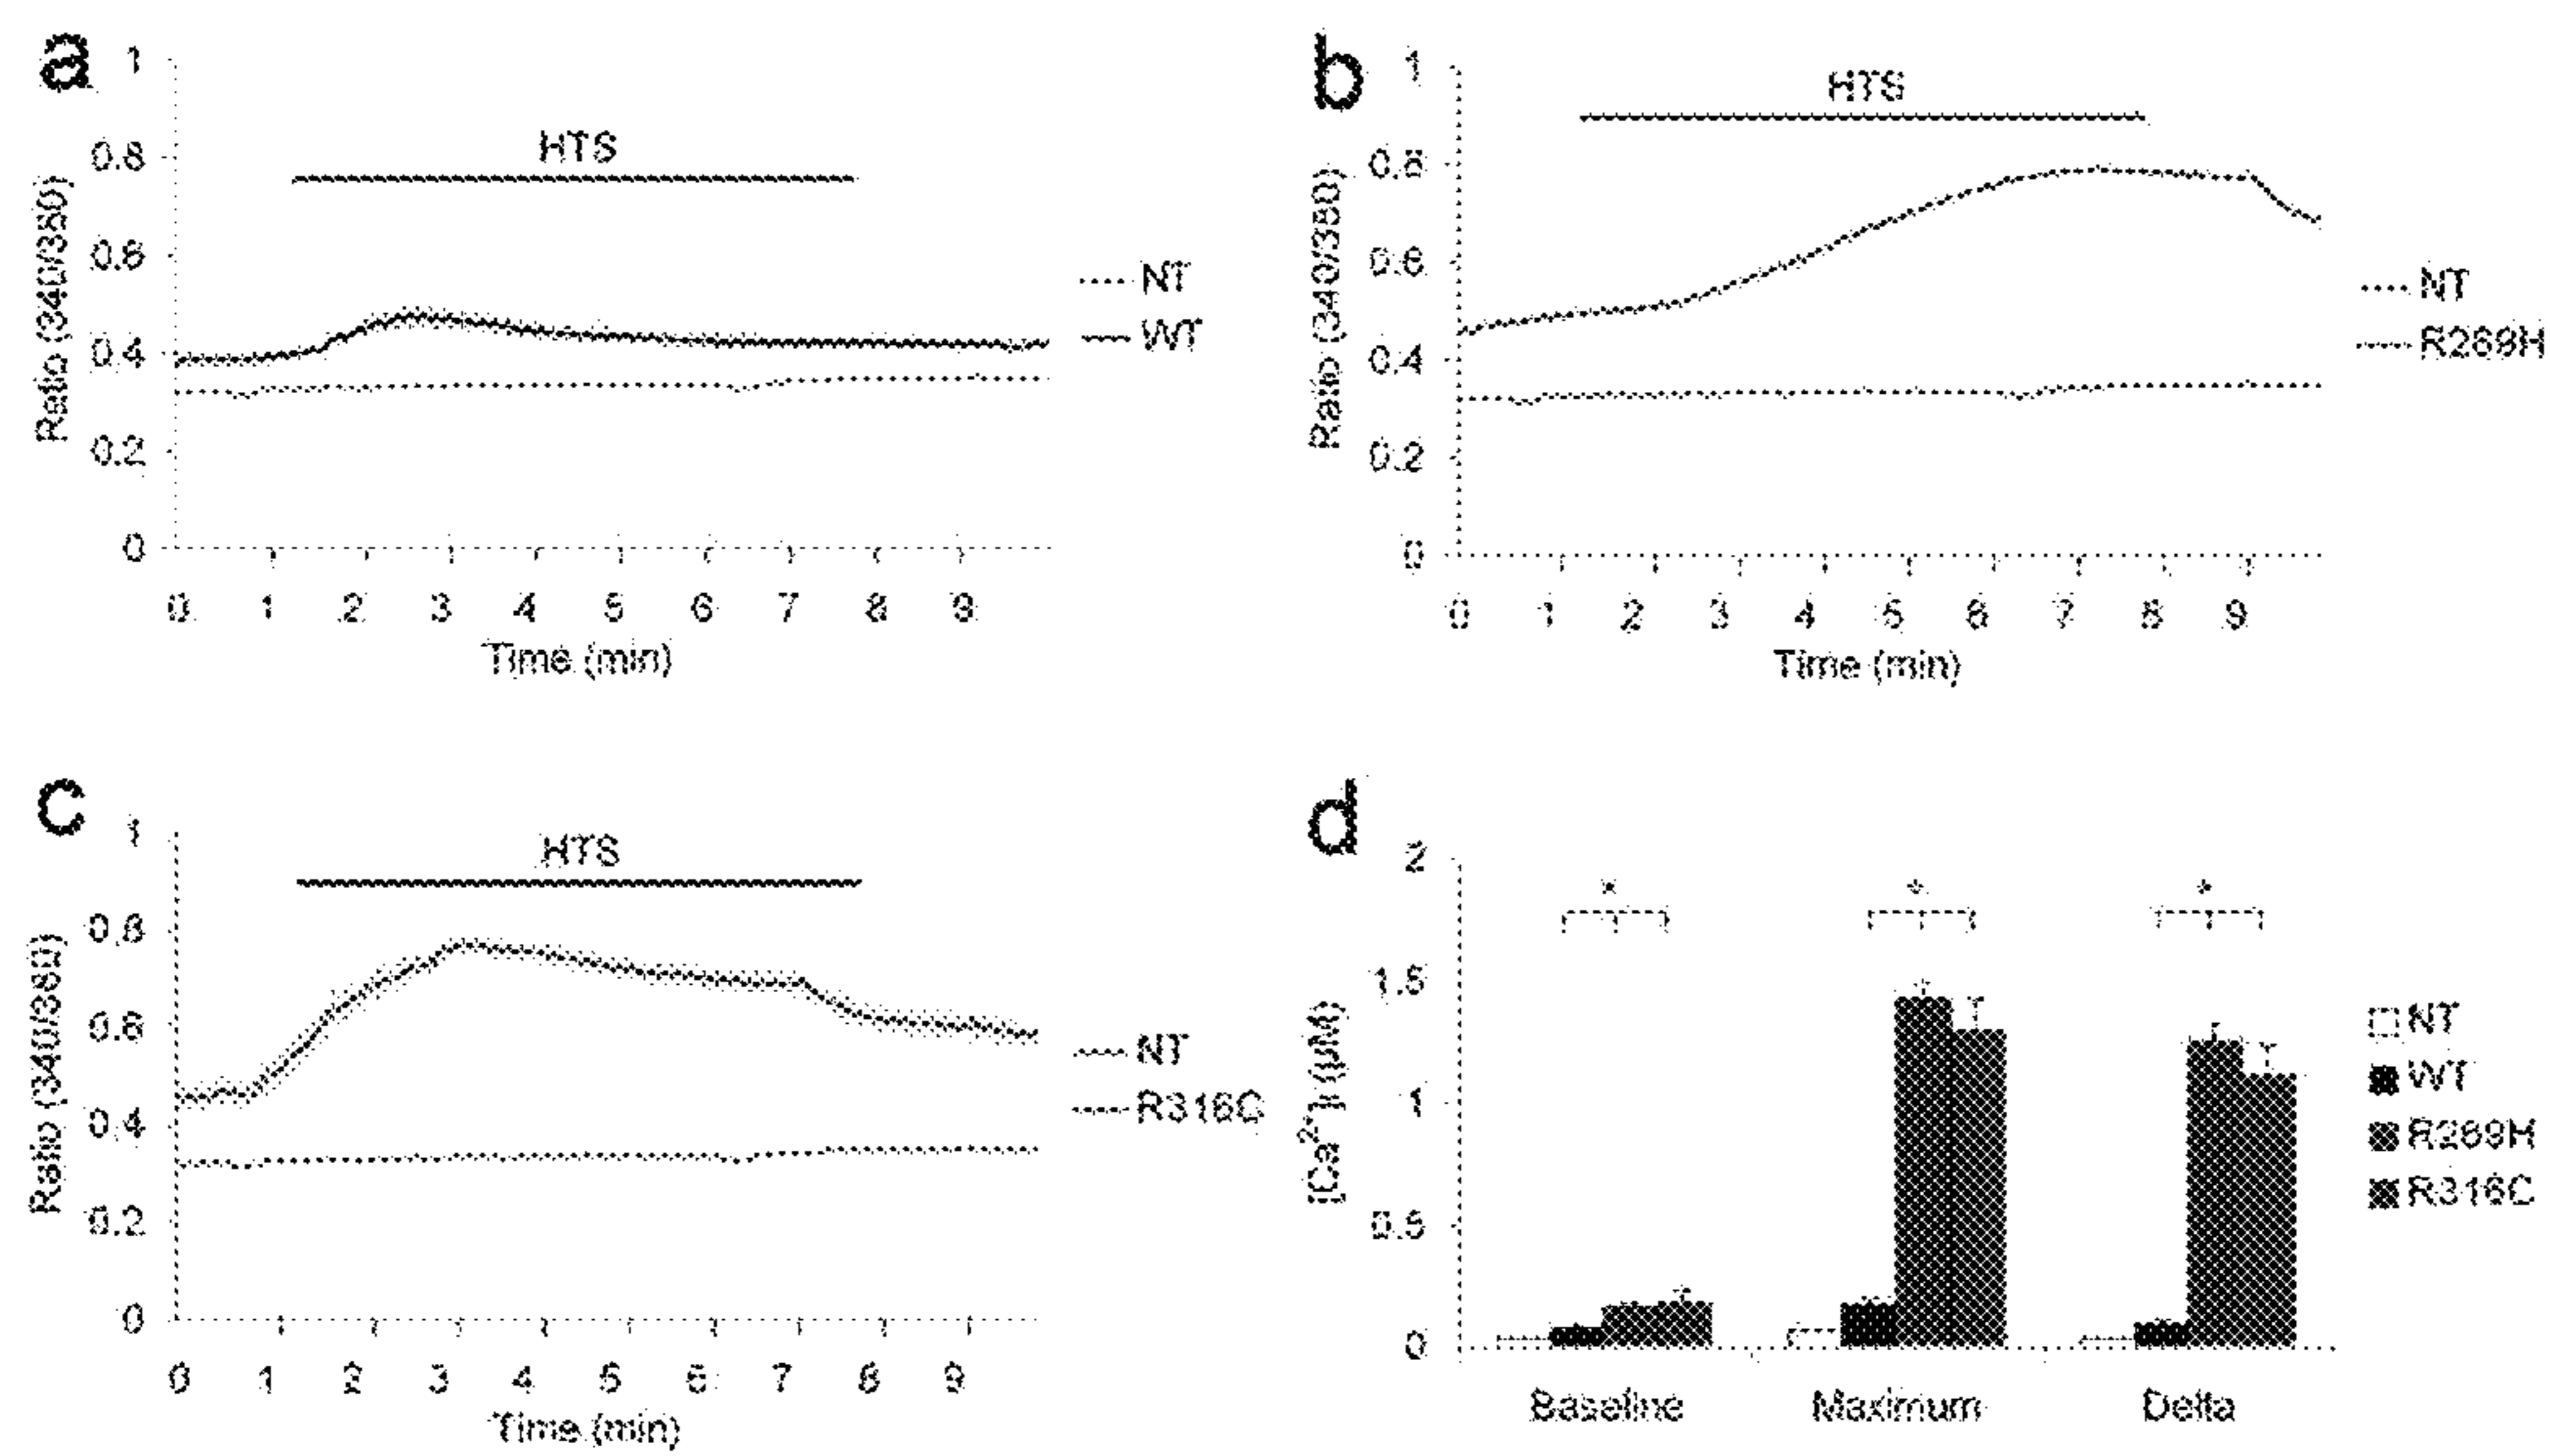 a
1
0.8
0.6
0.4
0.2
0
Ratio (340/380)
HTS
NT
WT
0 1 2 3 4 5 6 7 8 9
Time (min)
b
1
0.8
0.6
0.4
0.2
0
Ratio (340/380)
HTS
NT
R269H
0 1 2 3 4 5 6 7 8 9
Time (min)
c
1
0.8
0.6
0.4
0.2
0
Ratio (340/380)
HTS
NT
R316C
0 1 2 3 4 5 6 7 8 9
Time (min)
d
2
1.5
1
0.5
0
[Ca²⁺]i (µM)
* * *
NT
WT
R269H
R316C
Baseline Maximum Delta